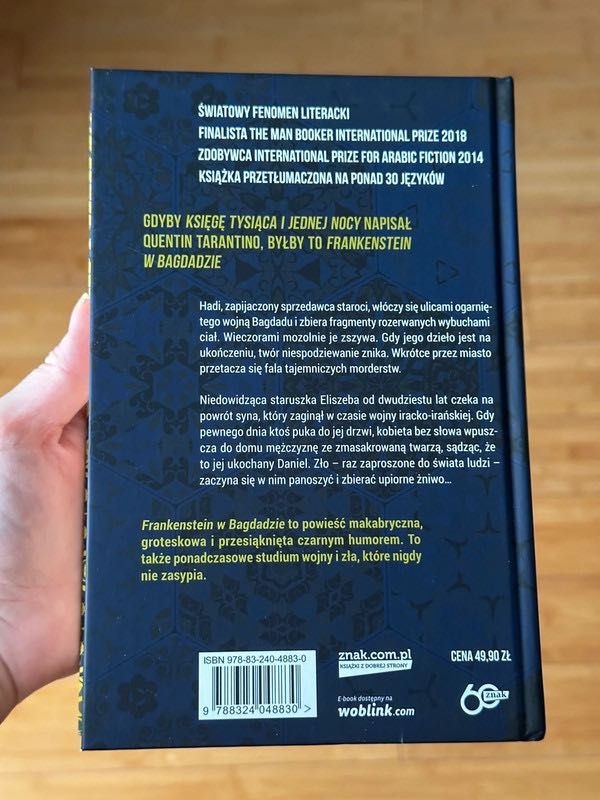 ŚWIATOWY FENOMEN LITERACKI
FINALISTA THE MAN BOOKER INTERNATIONAL PRIZE 2018
ZDOBYWCA INTERNATIONAL PRIZE FOR ARABIC FICTION 2014
KSIĄŻKA PRZETŁUMACZONA NA PONAD 30 JĘZYKÓW
GDYBY KSIĘGĘ TYSIĄCA I JEDNEJ NOCY NAPISAŁ
QUENTIN TARANTINO, BYŁBY TO FRANKENSTEIN
W BAGDADZIE
Hadi, zapijaczony sprzedawca staroci, włóczy się ulicami ogarnię-
tego wojną Bagdadu i zbiera fragmenty rozerwanych wybuchami
ciał. Wieczorami mozolnie je zszywa. Gdy jego dzieło jest na
ukończeniu, twór niespodziewanie znika. Wkrótce przez miasto
przetacza się fala tajemniczych morderstw.
Niedowidząca staruszka Eliszeba od dwudziestu lat czeka na
powrót syna, który zaginął w czasie wojny iracko-irańskiej. Gdy
pewnego dnia ktoś puka do jej drzwi, kobieta bez słowa wpusz-
cza do domu mężczyznę ze zmasakrowaną twarzą, sądząc, że
to jej ukochany Daniel. Zło – raz zaproszone do świata ludzi –
zaczyna się w nim panoszyć i zbierać upiorne żniwo...
Frankenstein w Bagdadzie to powieść makabryczna,
groteskowa i przesiąknięta czarnym humorem. To
także ponadczasowe studium wojny i zła, które nigdy
nie zasypia.
ISBN 978-83-240-4883-0
9 788324 048830 >
znak.com.pl
KSIĄŻKI Z DOBREJ STRONY
E-book dostępny na
woblink.com
CENA 49,90 ZŁ
60 znak